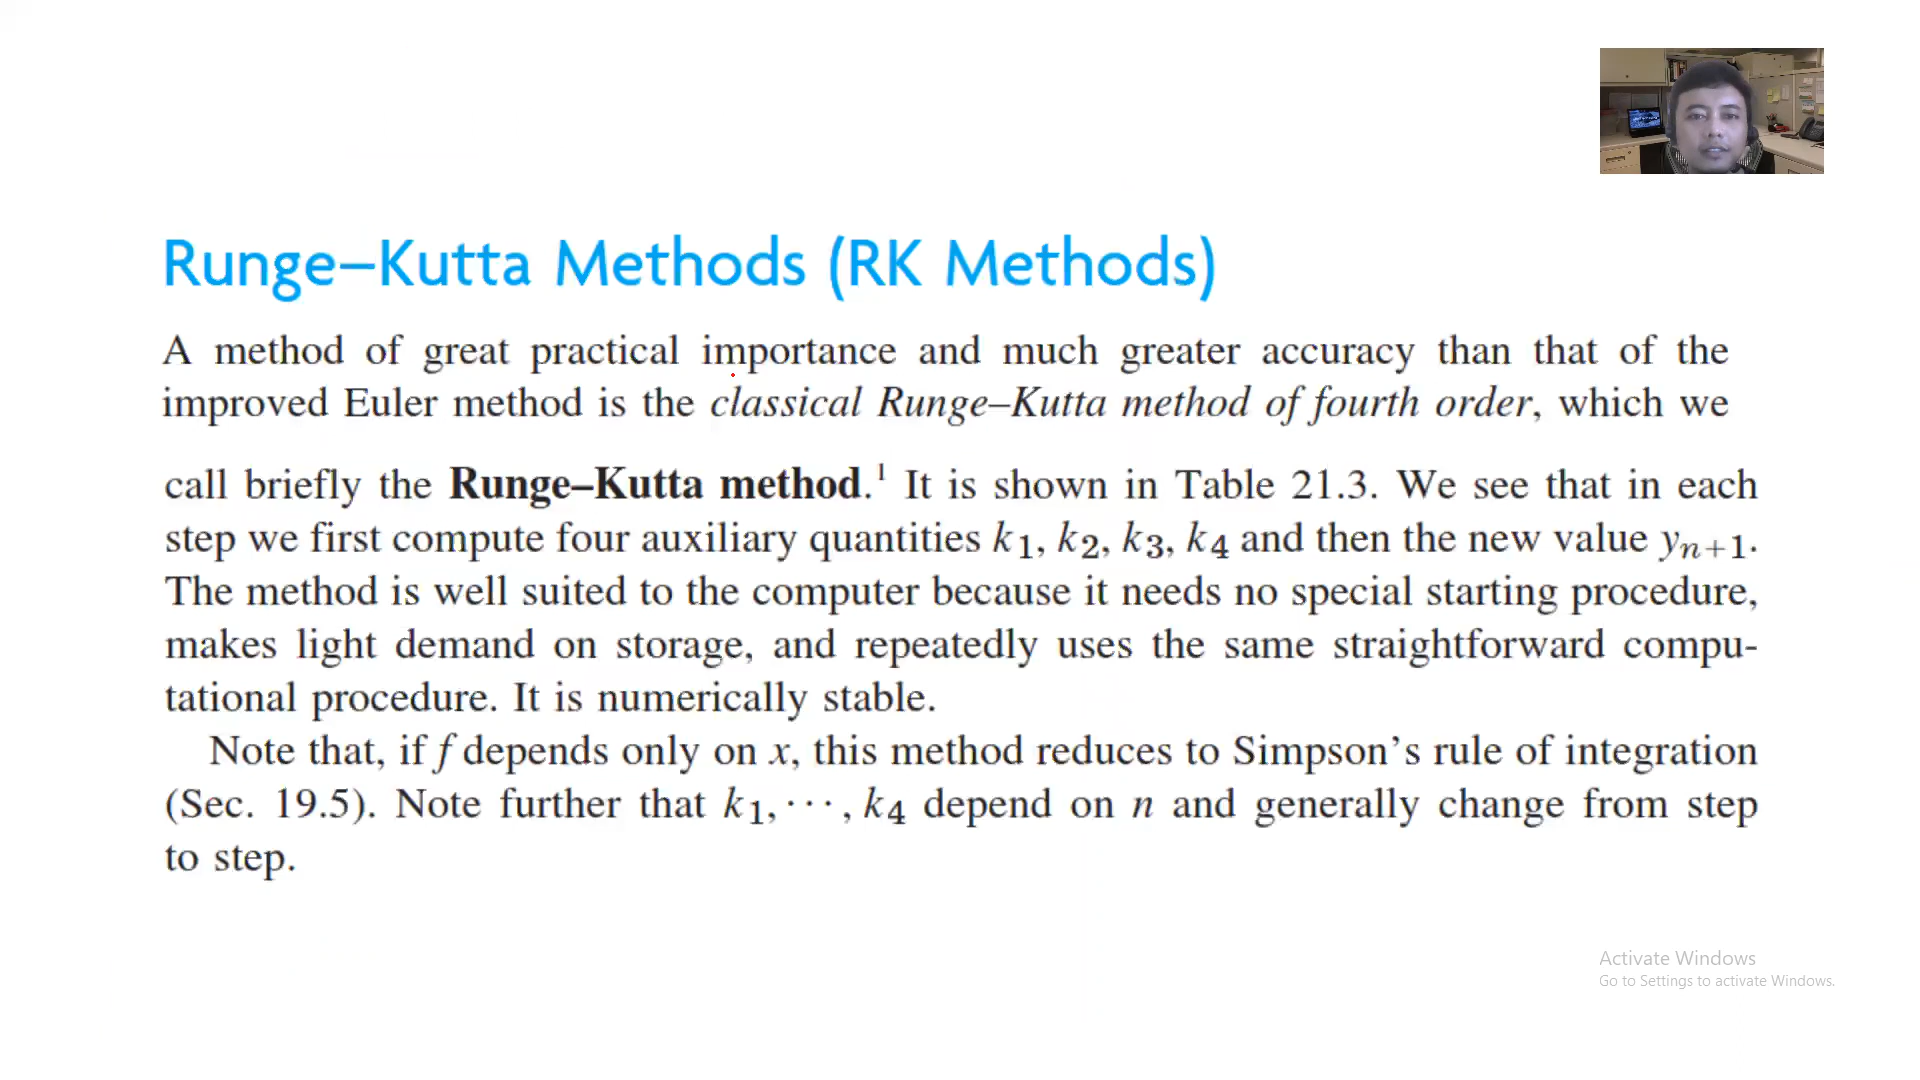 Runge–Kutta Methods (RK Methods)
A method of great practical importance and much greater accuracy than that of the
improved Euler method is the classical Runge–Kutta method of fourth order, which we
call briefly the Runge–Kutta method.¹ It is shown in Table 21.3. We see that in each
step we first compute four auxiliary quantities k₁, k₂, k₃, k₄ and then the new value yₙ₊₁.
The method is well suited to the computer because it needs no special starting procedure,
makes light demand on storage, and repeatedly uses the same straightforward compu-
tational procedure. It is numerically stable.
Note that, if f depends only on x, this method reduces to Simpson’s rule of integration
(Sec. 19.5). Note further that k₁, ⋯ , k₄ depend on n and generally change from step
to step.
Activate Windows
Go to Settings to activate Windows.